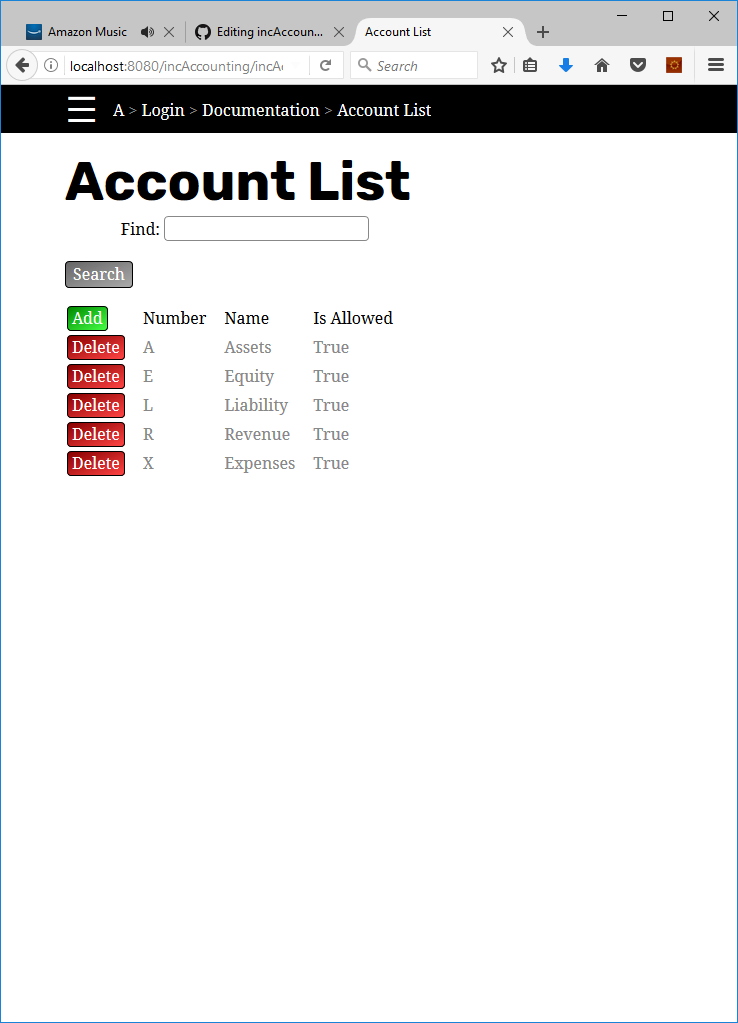 Amazon Music
Editing incAccoun...
Account List
localhost:8080/incAccounting/incA
Search
A > Login > Documentation > Account List
Account List
Find:
Search
Add Number Name Is Allowed
Delete A Assets True
Delete E Equity True
Delete L Liability True
Delete R Revenue True
Delete X Expenses True